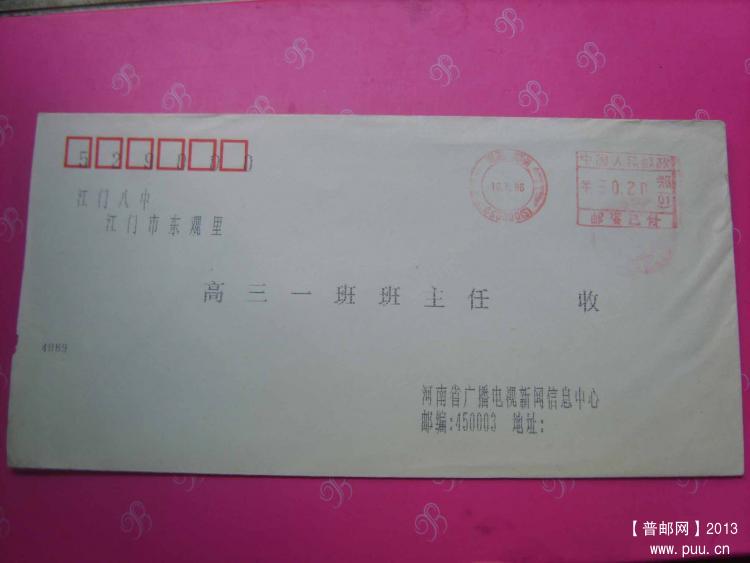 529000
江门八中
江门市东观里
高三一班班主任 收
4869
河南省广播电视新闻信息中心
邮编:450003 地址:
中国人民邮政
0.20
邮资已付
【普邮网】2013
www.puu.cn